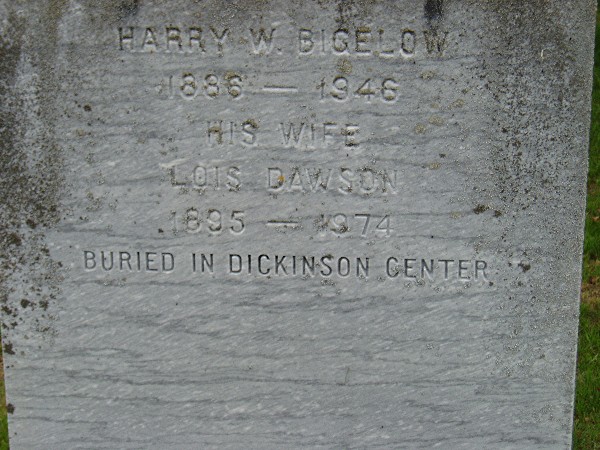 HARRY W. BIGELOW
1886 — 1946
HIS WIFE
LOIS DAWSON
1895 — 1974
BURIED IN DICKINSON CENTER